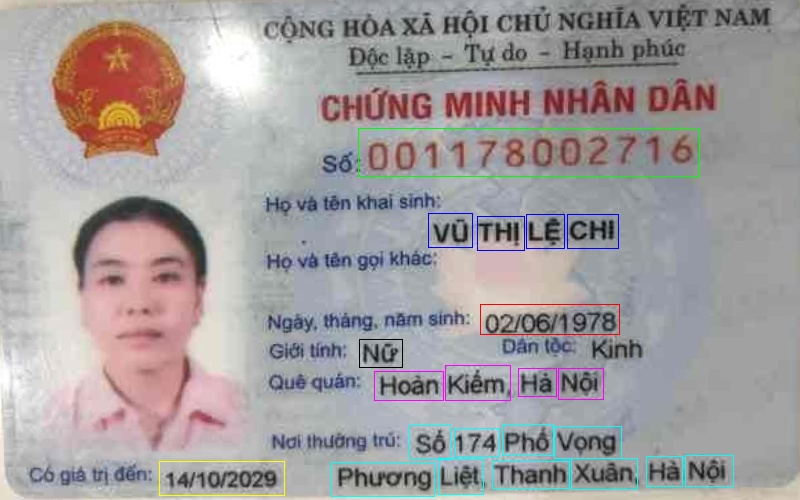 CỘNG HÒA XÃ HỘI CHỦ NGHĨA VIỆT NAM
Độc lập - Tự do - Hạnh phúc
CHỨNG MINH NHÂN DÂN
Số: 001178002716
Họ và tên khai sinh:
VŨ THỊ LỆ CHI
Họ và tên gọi khác:
Ngày, tháng, năm sinh: 02/06/1978
Giới tính: Nữ Dân tộc: Kinh
Quê quán: Hoàn Kiếm, Hà Nội
Nơi thường trú: Số 174 Phố Vọng
Có giá trị đến: 14/10/2029 Phương Liệt, Thanh Xuân, Hà Nội